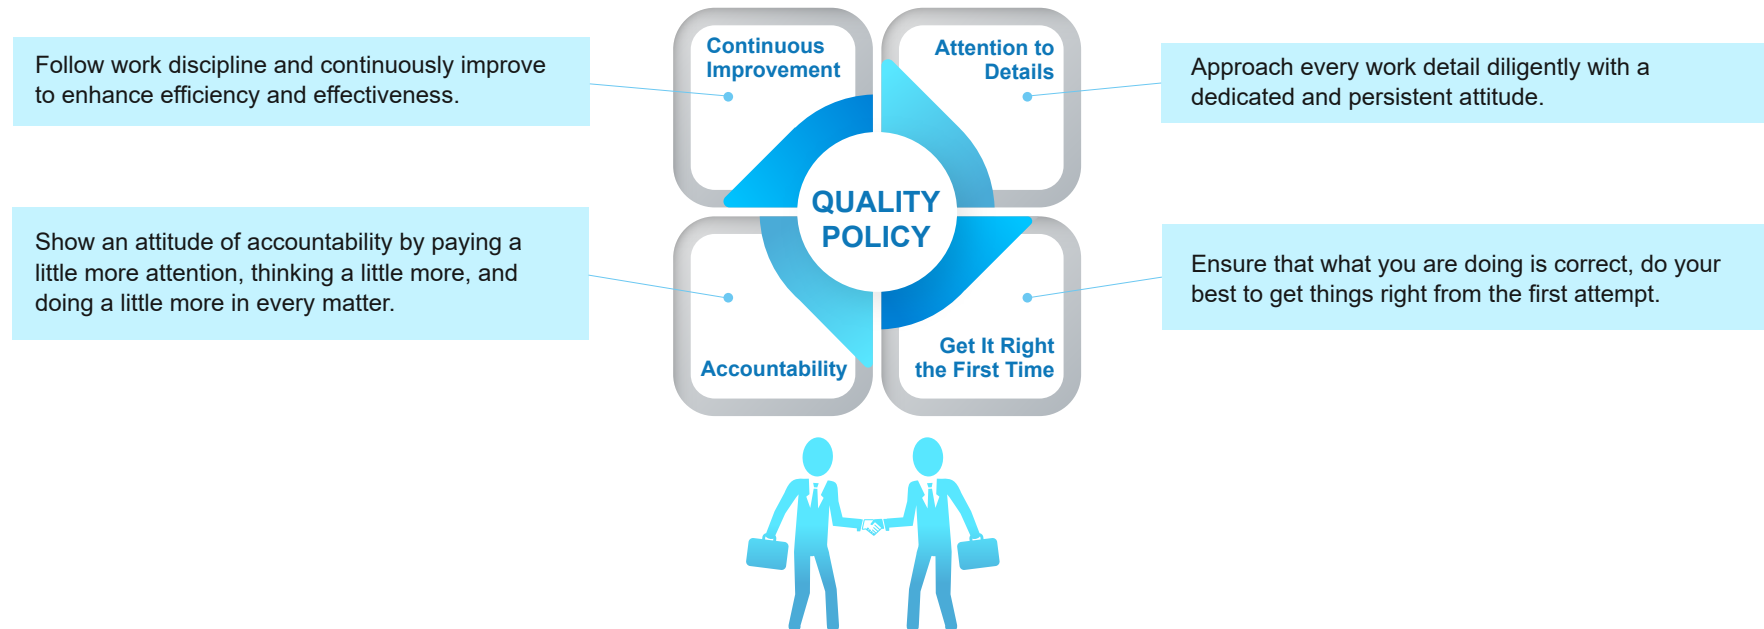 Continuous
Improvement
Follow work discipline and continuously improve
to enhance efficiency and effectiveness.
Attention to
Details
Approach every work detail diligently with a
dedicated and persistent attitude.
QUALITY
POLICY
Show an attitude of accountability by paying a
little more attention, thinking a little more, and
doing a little more in every matter.
Accountability
Ensure that what you are doing is correct, do your
best to get things right from the first attempt.
Get It Right
the First Time